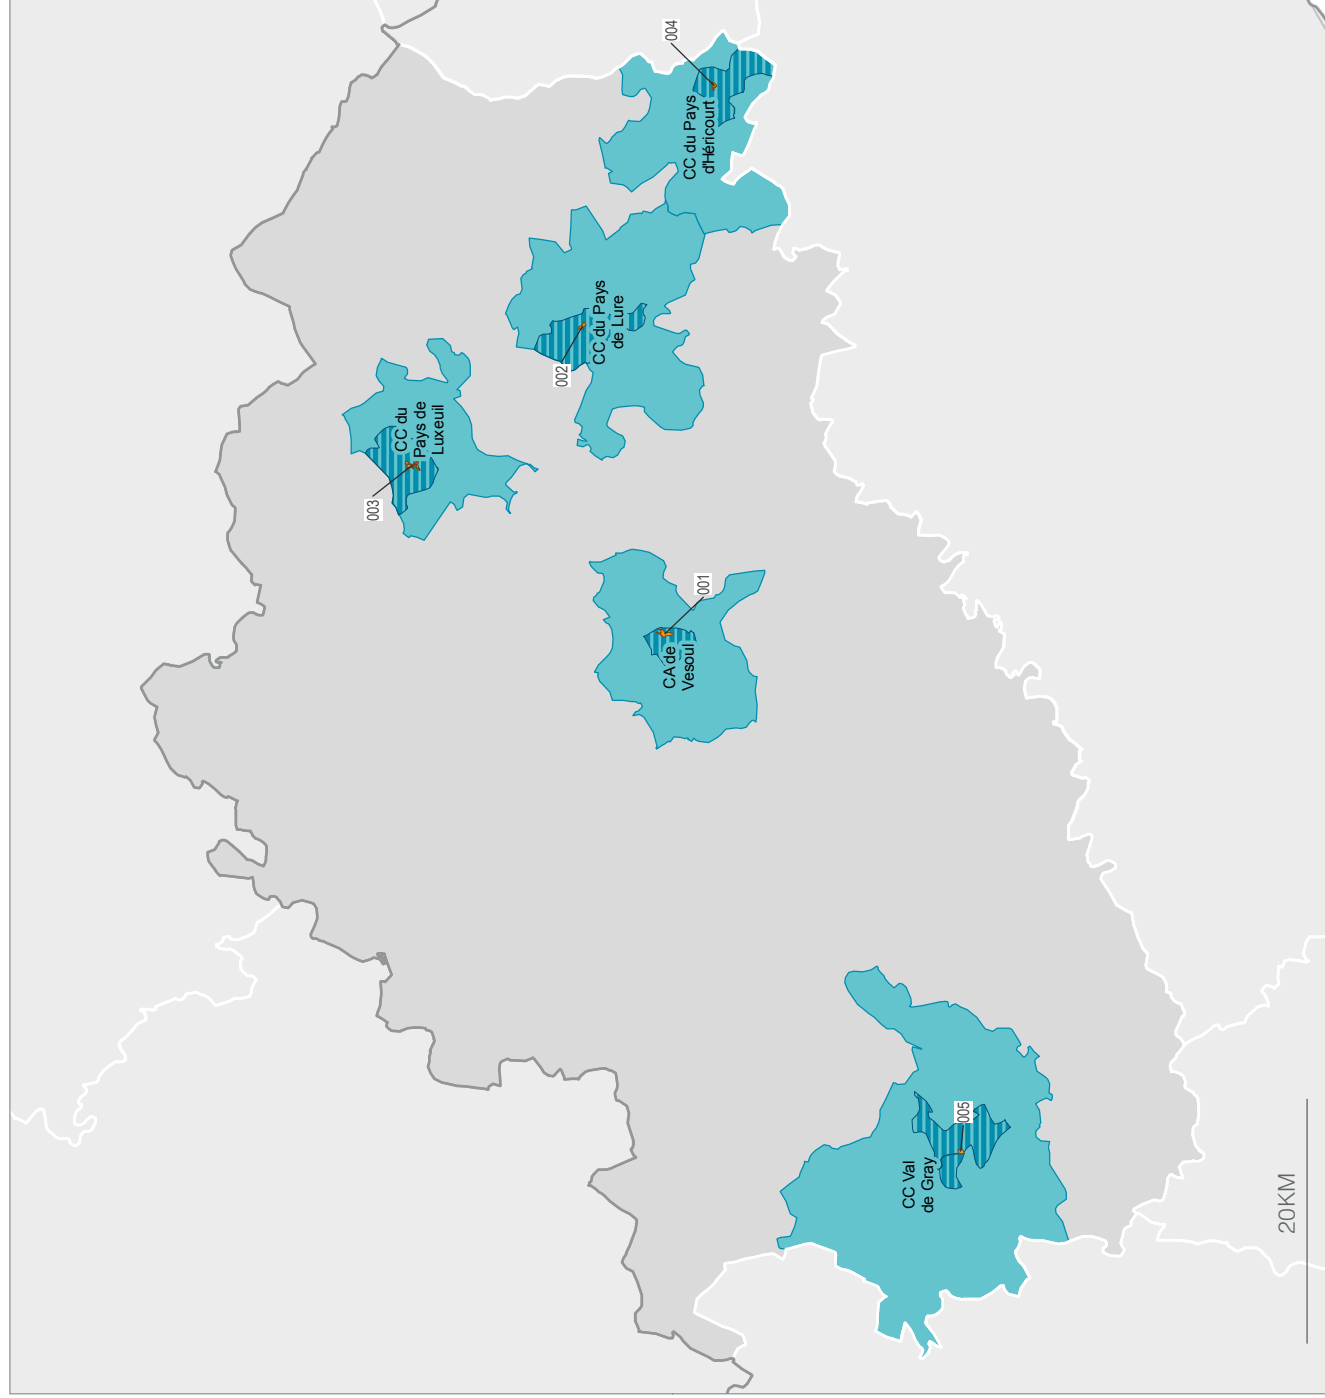 004
CC du Pays
d'Héricourt
CC du Pays
de Lure
002
CC du
Pays de
Luxeuil
003
001
CA de
Vesoul
005
CC Val
de Gray
20KM